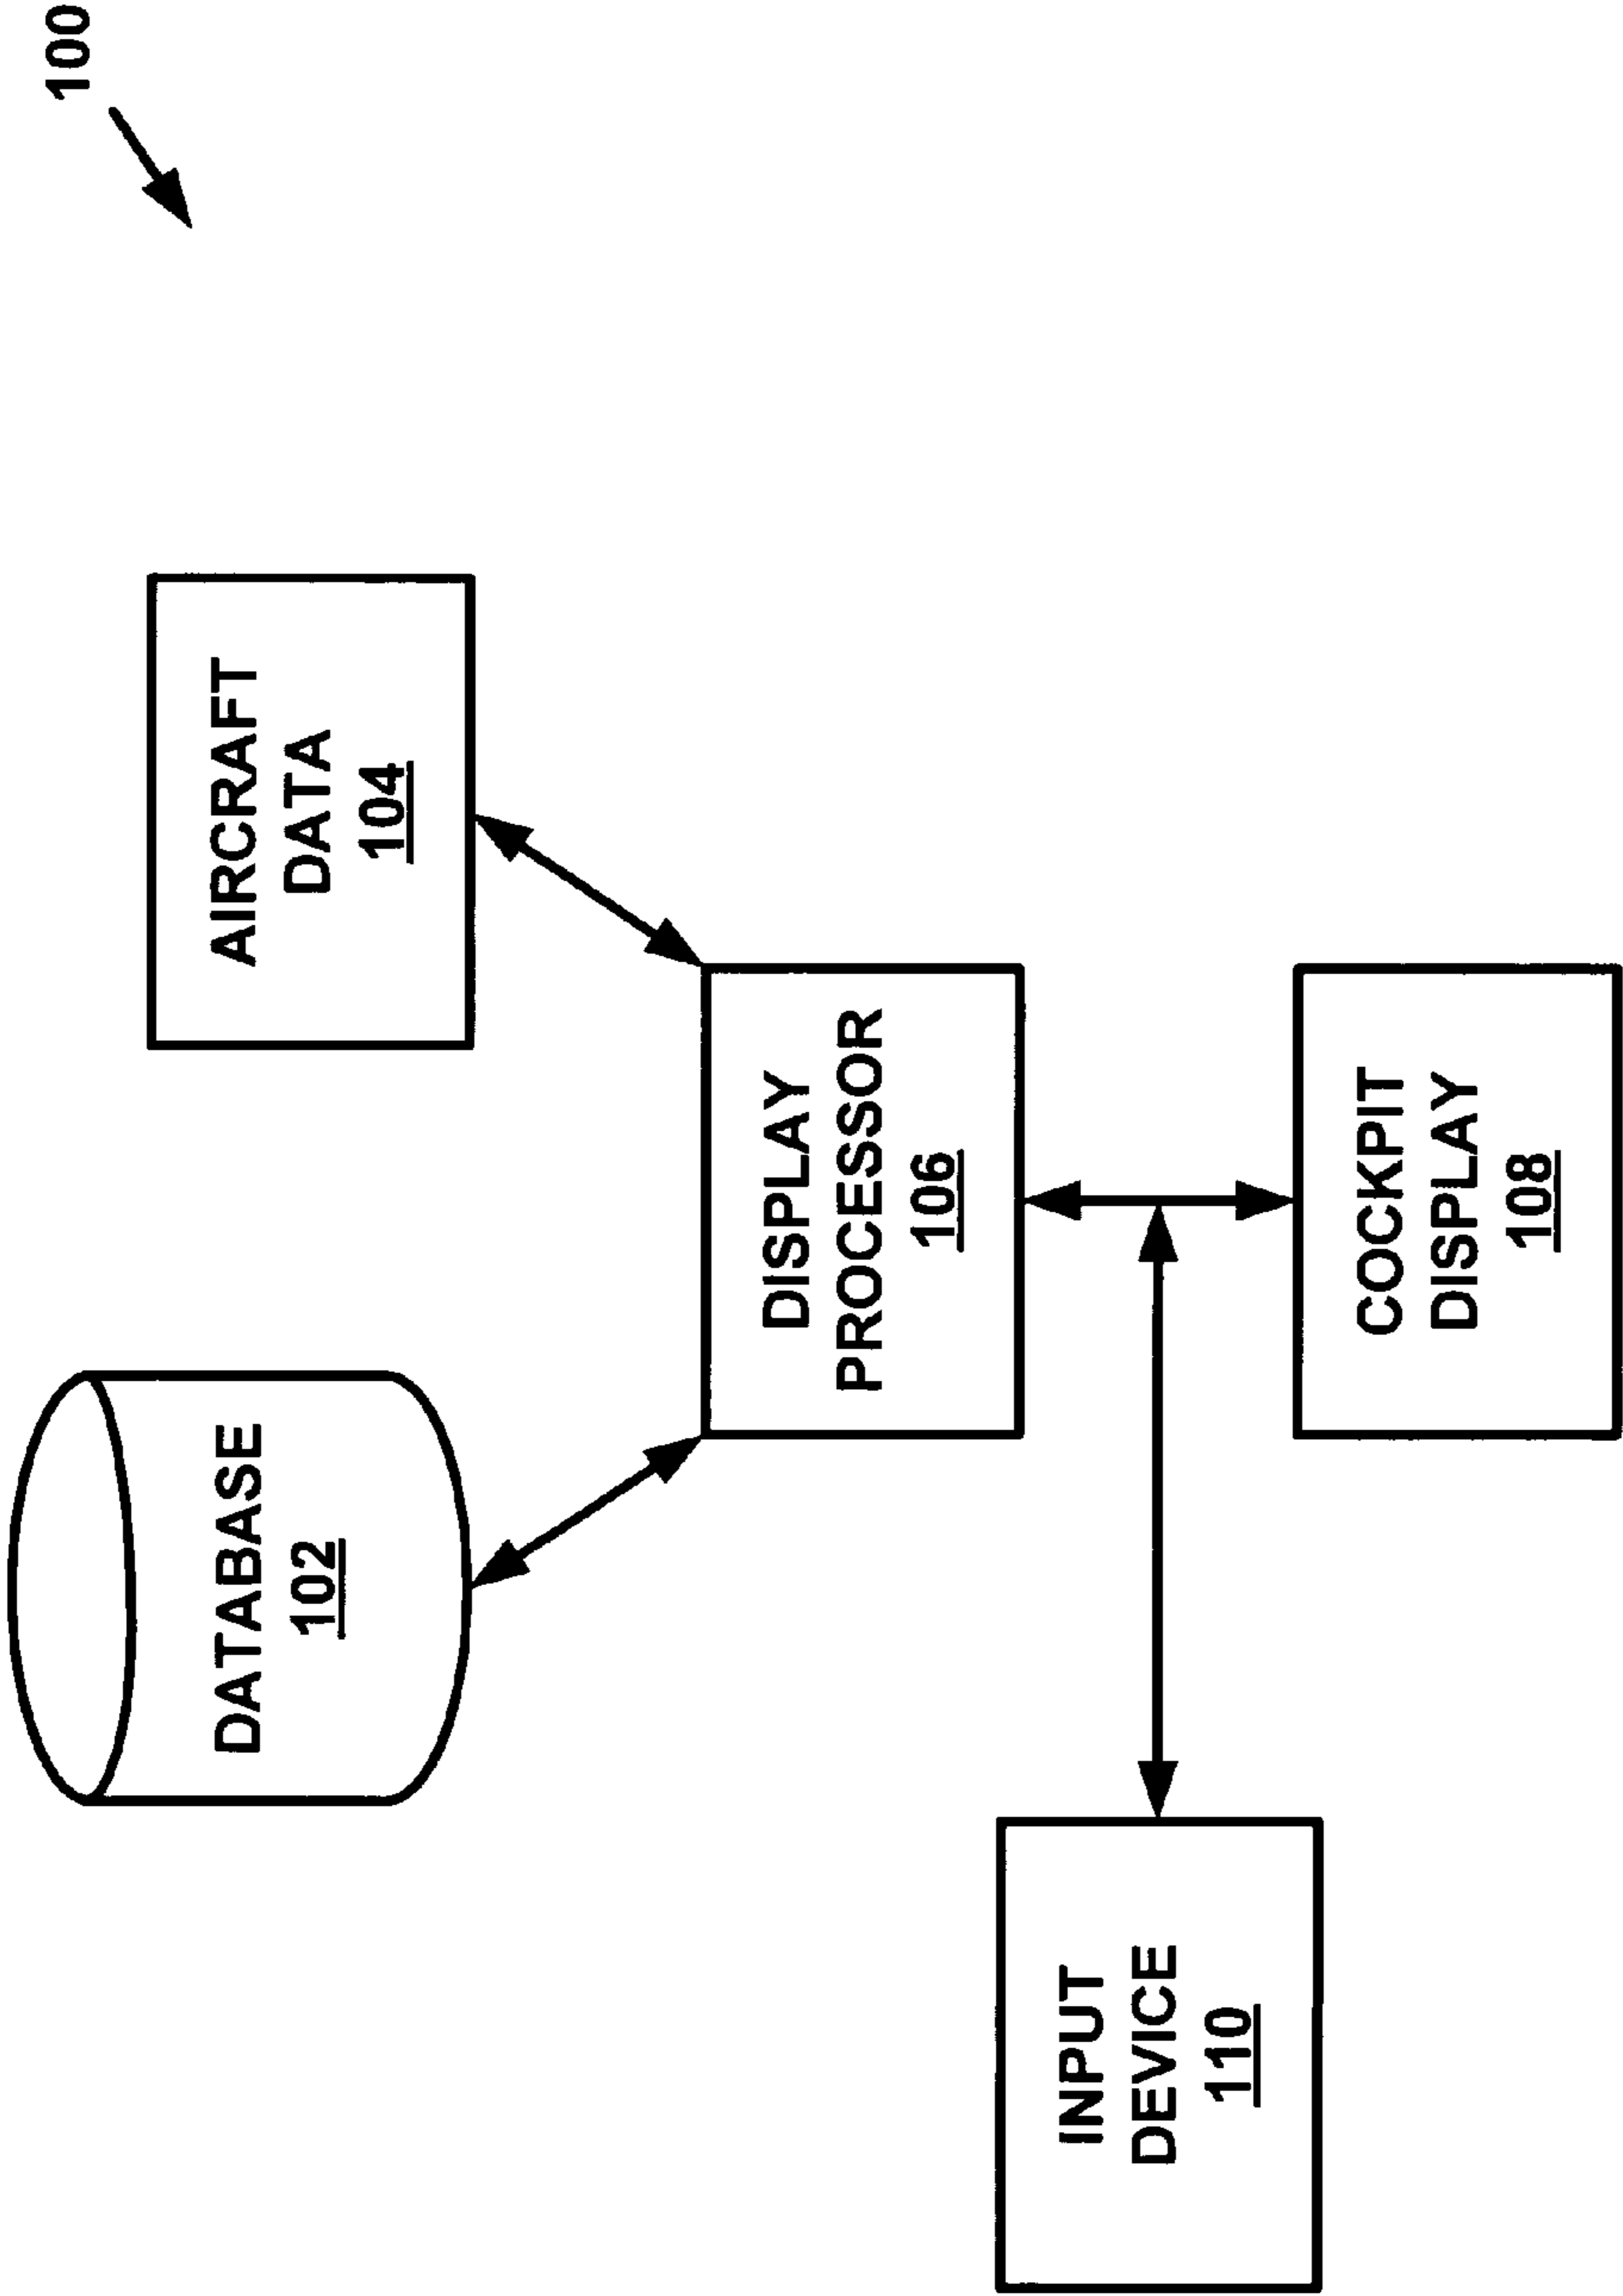 100
DATABASE
102
AIRCRAFT
DATA
104
DISPLAY
PROCESSOR
106
INPUT
DEVICE
110
COCKPIT
DISPLAY
108